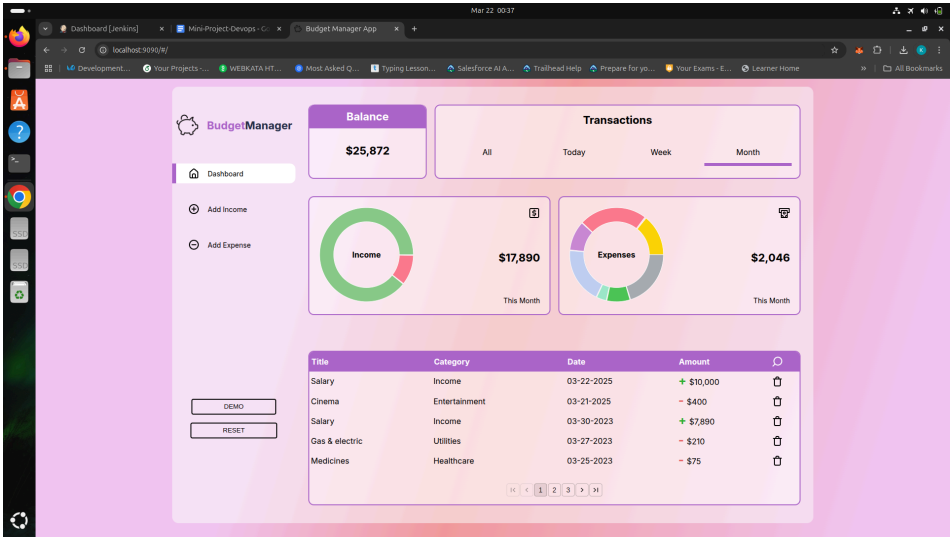 Mar 22 00:37
Dashboard [Jenkins]
Mini-Project-Devops - G
Budget Manager App
localhost:9090/#/
Development...
Your Projects -...
WEBKATA HT...
Most Asked Q...
Typing Lesson...
Salesforce AI A...
Trailhead Help
Prepare for yo...
Your Exams - E...
Learner Home
All Bookmarks
BudgetManager
Dashboard
Add Income
Add Expense
DEMO
RESET
Balance
$25,872
Transactions
All Today Week Month
Income
$17,890
This Month
Expenses
$2,046
This Month
Title Category Date Amount
Salary Income 03-22-2025 + $10,000
Cinema Entertainment 03-21-2025 - $400
Salary Income 03-30-2023 + $7,890
Gas & electric Utilities 03-27-2023 - $210
Medicines Healthcare 03-25-2023 - $75
1 2 3
SSD
SSD